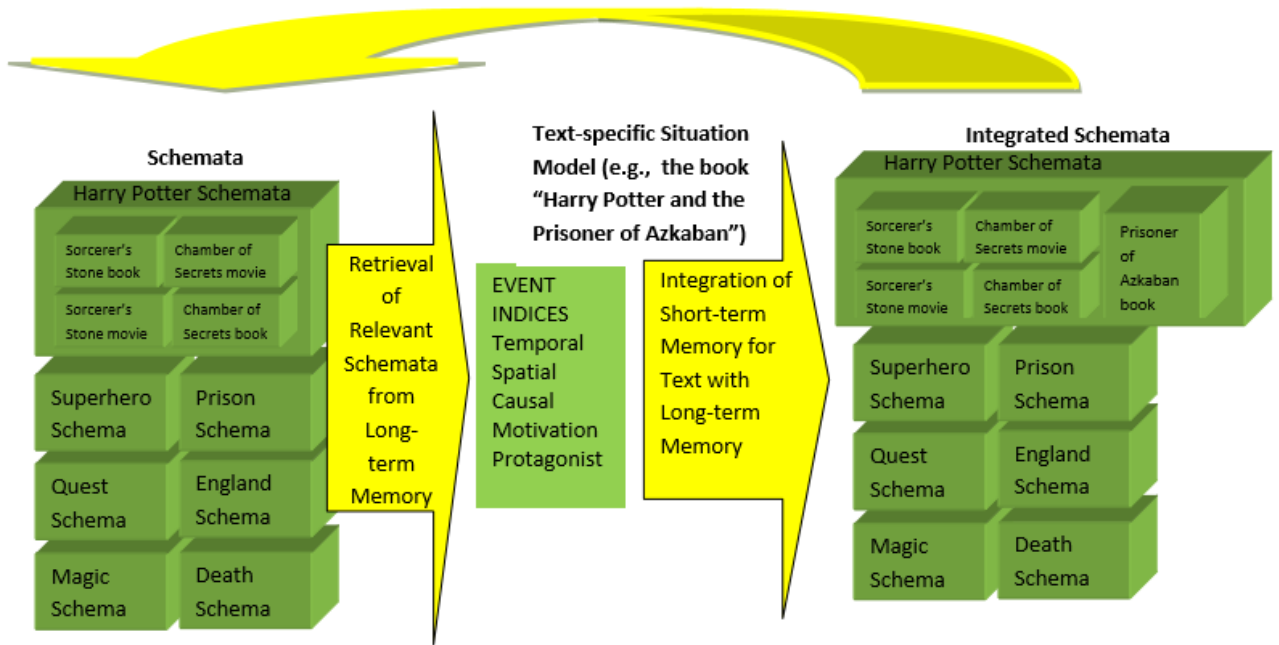 Schemata
Harry Potter Schemata
Sorcerer's
Stone book
Chamber of
Secrets movie
Sorcerer's
Stone movie
Chamber of
Secrets book
Superhero
Schema
Prison
Schema
Quest
Schema
England
Schema
Magic
Schema
Death
Schema
Retrieval
of
Relevant
Schemata
from
Long-
term
Memory
Text-specific Situation
Model (e.g., the book
“Harry Potter and the
Prisoner of Azkaban”)
EVENT
INDICES
Temporal
Spatial
Causal
Motivation
Protagonist
Integration of
Short-term
Memory for
Text with
Long-term
Memory
Integrated Schemata
Harry Potter Schemata
Sorcerer's
Stone book
Chamber of
Secrets movie
Sorcerer's
Stone movie
Chamber of
Secrets book
Prisoner
of
Azkaban
book
Superhero
Schema
Prison
Schema
Quest
Schema
England
Schema
Magic
Schema
Death
Schema